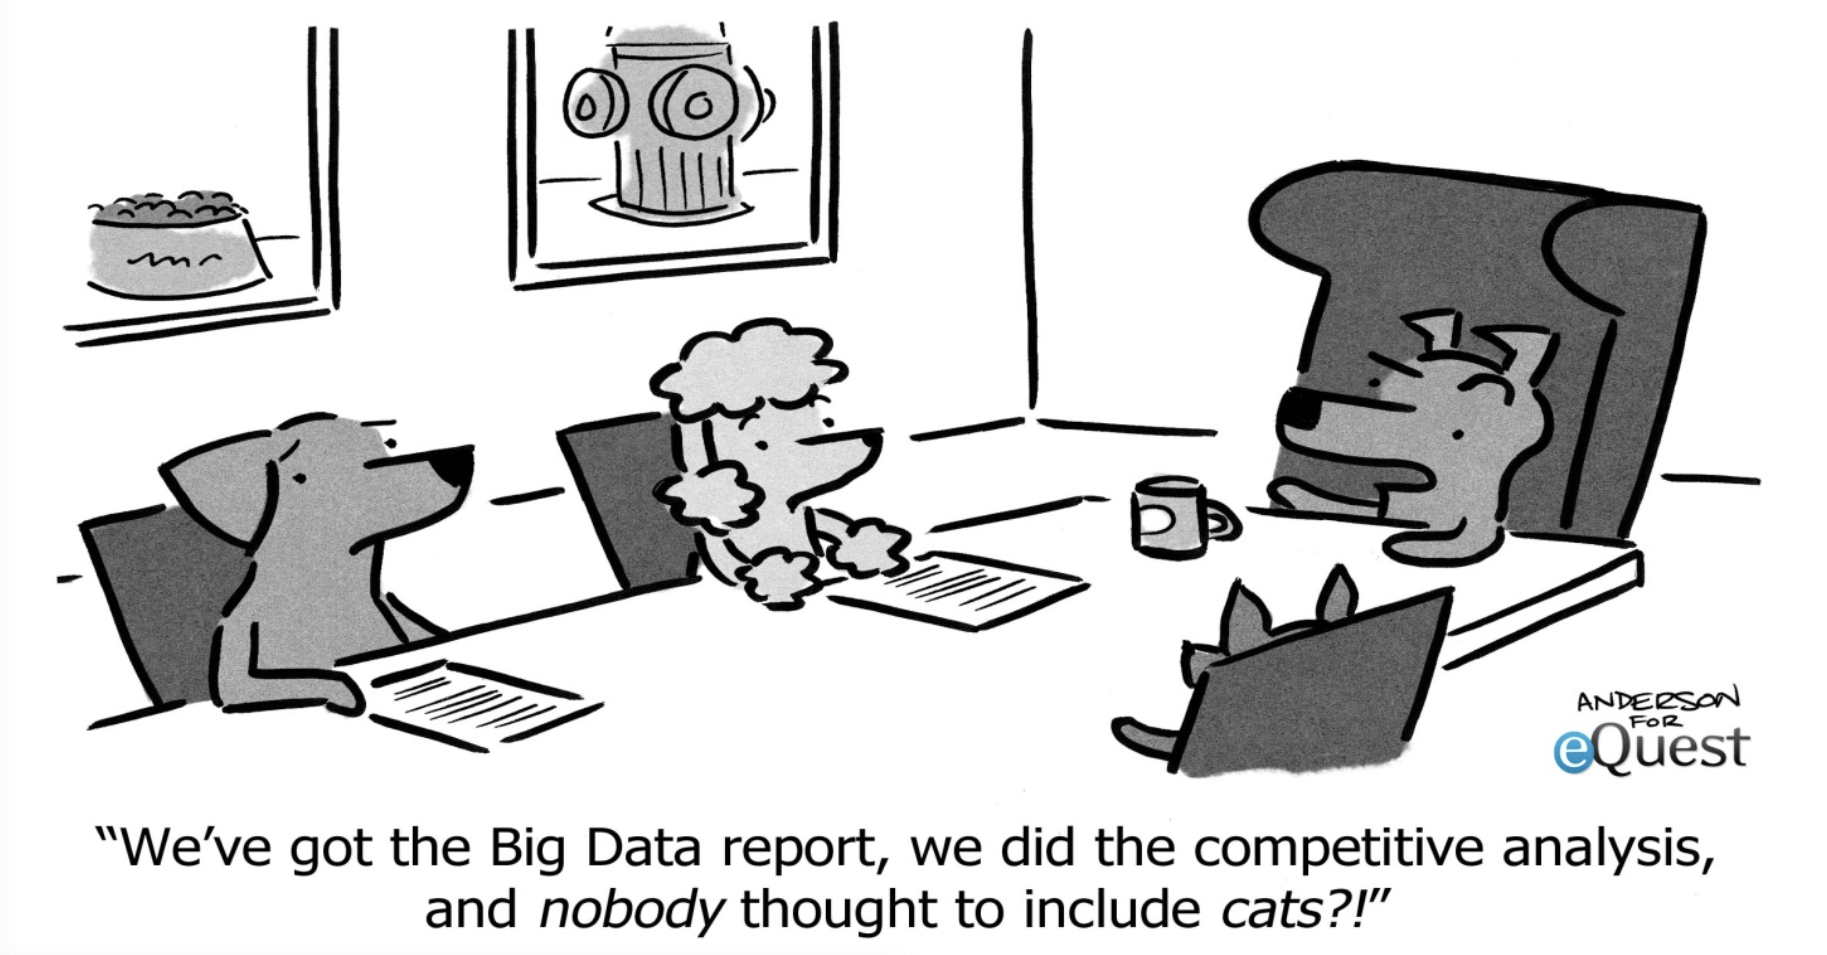 ANDERSON
FOR
eQuest
“We’ve got the Big Data report, we did the competitive analysis,
and nobody thought to include cats?!”